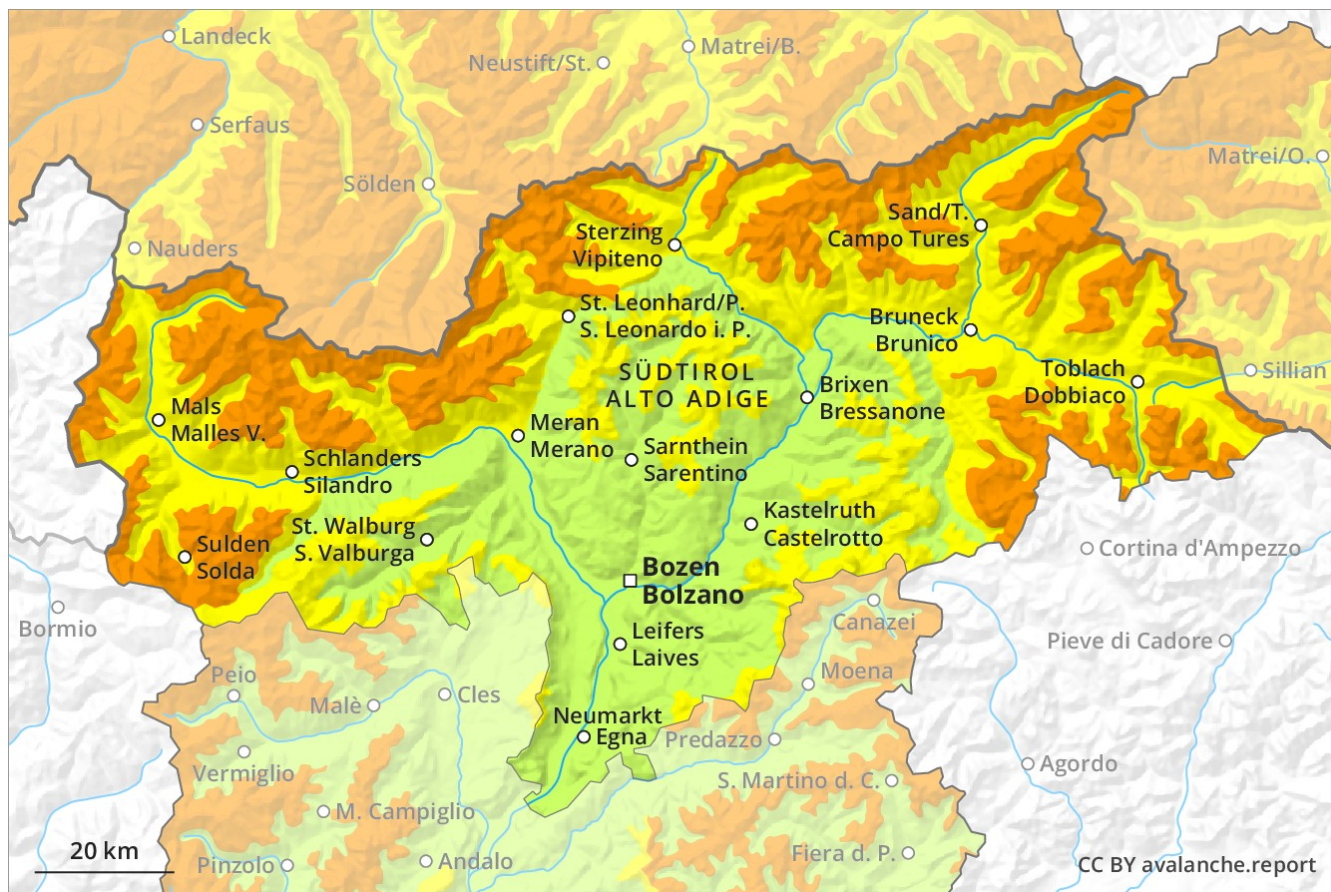 Landeck
Neustift/St.
Matrei/B.
Serfaus
Matrei/O.
Sölden
Sand/T.
Campo Tures
Sterzing
Vipiteno
Nauders
St. Leonhard/P.
S. Leonardo i. P.
Bruneck
Brunico
SÜDTIROL
ALTO ADIGE
Toblach
Dobbiaco
Sillian
Brixen
Bressanone
Mals
Malles V.
Meran
Merano
Sarnthein
Sarentino
Schlanders
Silandro
Kastelruth
Castelrotto
St. Walburg
S. Valburga
Sulden
Solda
Cortina d'Ampezzo
Bozen
Bolzano
Bormio
Canazei
Leifers
Laives
Pieve di Cadore
Peio
Moena
Malè
Cles
Neumarkt
Egna
Predazzo
Vermiglio
Agordo
S. Martino d. C.
M. Campiglio
20 km
Pinzolo
Andalo
Fiera d. P.
CC BY avalanche.report